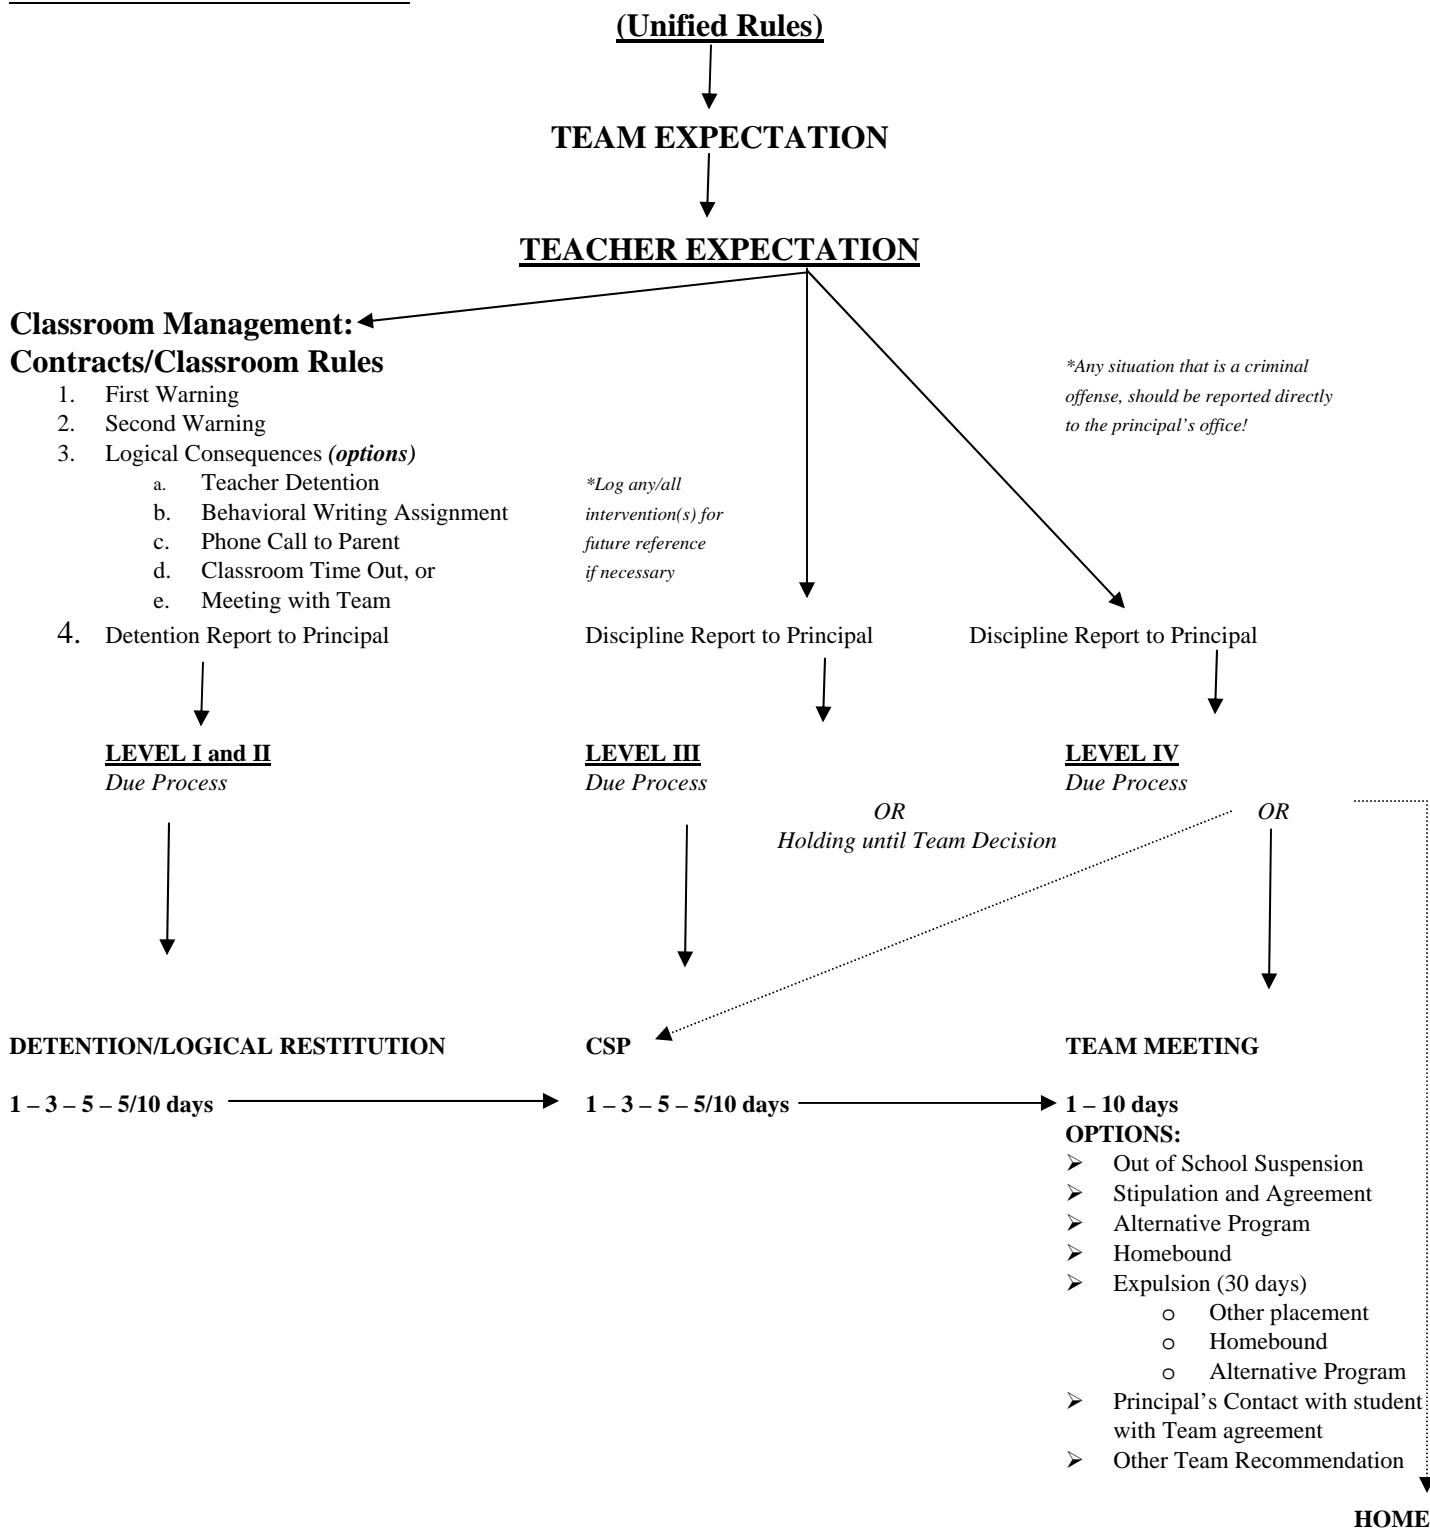 (Unified Rules)
TEAM EXPECTATION
TEACHER EXPECTATION
Classroom Management:
Contracts/Classroom Rules
1. First Warning
2. Second Warning
3. Logical Consequences (options)
a. Teacher Detention
b. Behavioral Writing Assignment
c. Phone Call to Parent
d. Classroom Time Out, or
e. Meeting with Team
4. Detention Report to Principal
*Log any/all
intervention(s) for
future reference
if necessary
Discipline Report to Principal
*Any situation that is a criminal
offense, should be reported directly
to the principal’s office!
Discipline Report to Principal
LEVEL I and II
Due Process
LEVEL III
Due Process
OR
Holding until Team Decision
LEVEL IV
Due Process
OR
DETENTION/LOGICAL RESTITUTION
1 – 3 – 5 – 5/10 days
CSP
1 – 3 – 5 – 5/10 days
TEAM MEETING
1 – 10 days
OPTIONS:
➢ Out of School Suspension
➢ Stipulation and Agreement
➢ Alternative Program
➢ Homebound
➢ Expulsion (30 days)
o Other placement
o Homebound
o Alternative Program
➢ Principal’s Contact with student
with Team agreement
➢ Other Team Recommendation
HOME